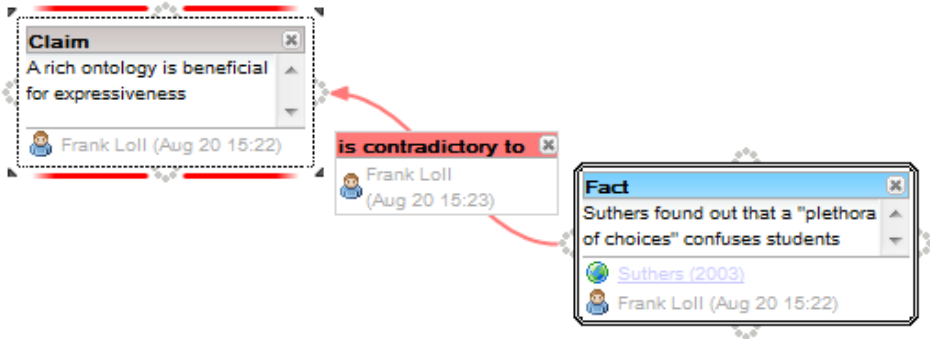 Claim
A rich ontology is beneficial
for expressiveness
Frank Loll (Aug 20 15:22)
is contradictory to
Frank Loll
(Aug 20 15:23)
Fact
Suthers found out that a "plethora
of choices" confuses students
Suthers (2003)
Frank Loll (Aug 20 15:22)